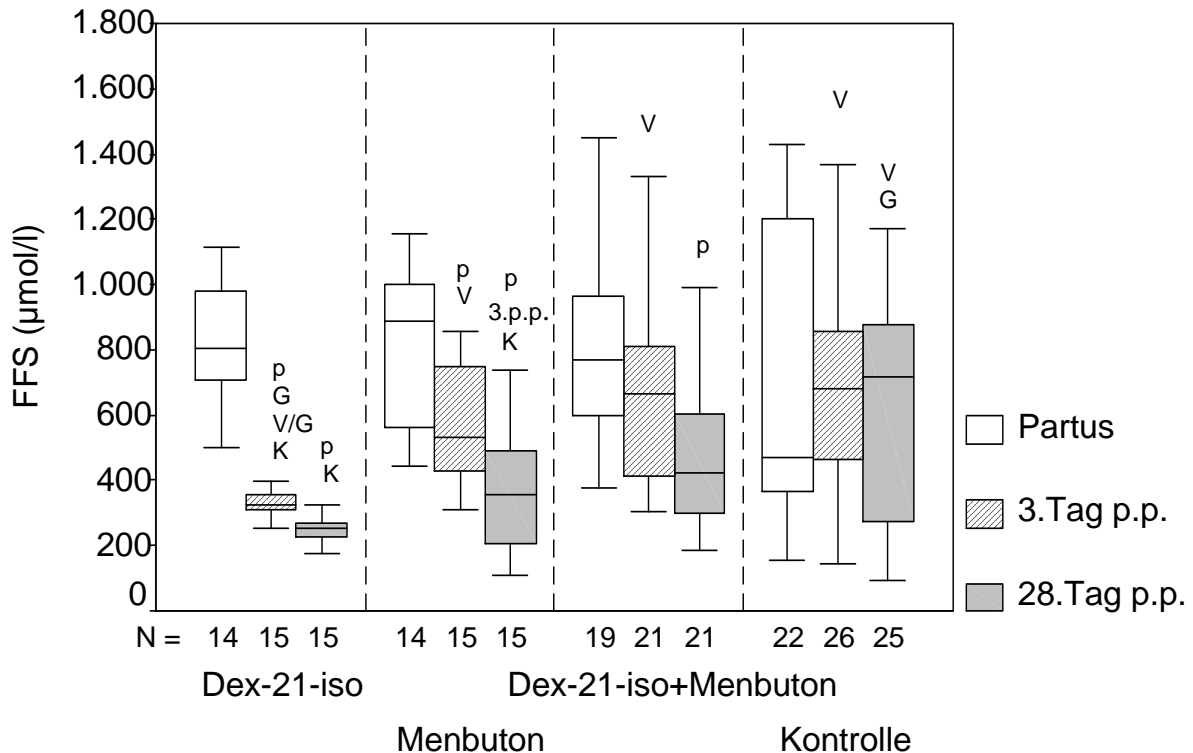 FFS (µmol/l)
1.800
1.600
1.400
1.200
1.000
800
600
400
200
0
p
G
V/G
K
p
K
p
V
p
3.p.p.
K
V
p
V
V
G
Partus
3.Tag p.p.
28.Tag p.p.
N = 14 15 15 14 15 15 19 21 21 22 26 25
Dex-21-iso Dex-21-iso+Menbuton
Menbuton Kontrolle